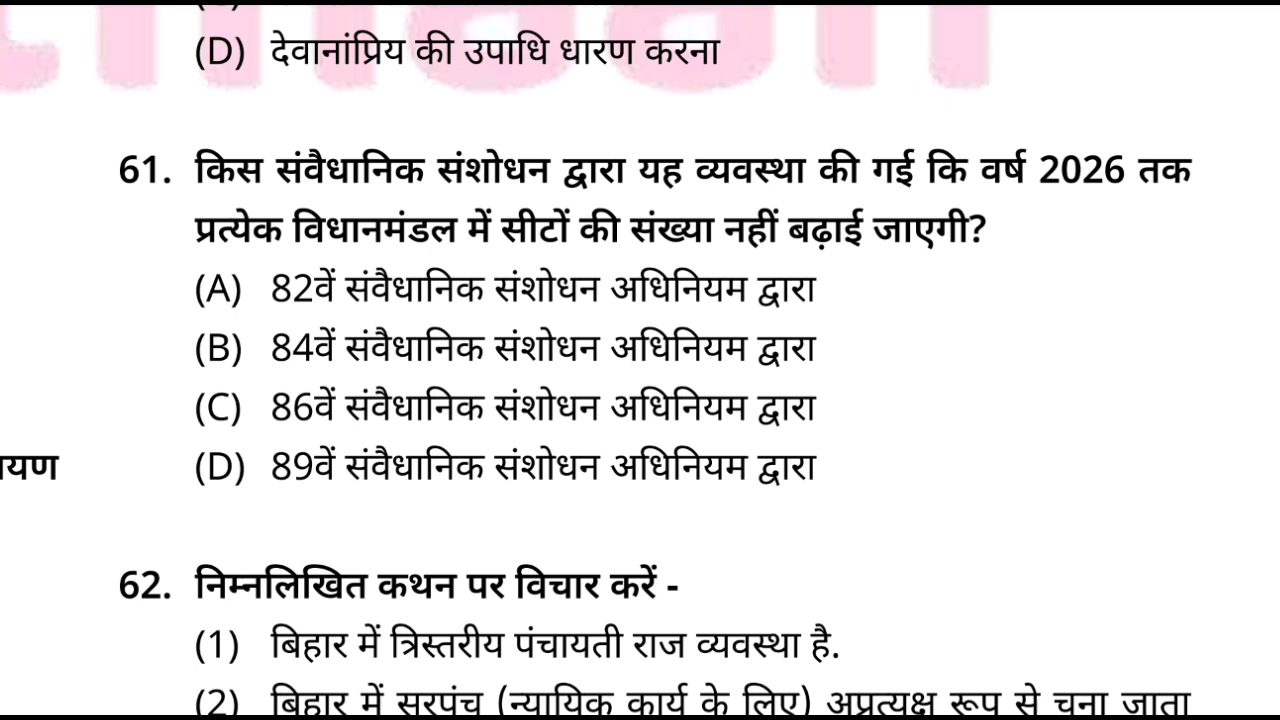 (D) देवानांप्रिय की उपाधि धारण करना
61. किस संवैधानिक संशोधन द्वारा यह व्यवस्था की गई कि वर्ष 2026 तक
प्रत्येक विधानमंडल में सीटों की संख्या नहीं बढ़ाई जाएगी?
(A) 82वें संवैधानिक संशोधन अधिनियम द्वारा
(B) 84वें संवैधानिक संशोधन अधिनियम द्वारा
(C) 86वें संवैधानिक संशोधन अधिनियम द्वारा
यण (D) 89वें संवैधानिक संशोधन अधिनियम द्वारा
62. निम्नलिखित कथन पर विचार करें -
(1) बिहार में त्रिस्तरीय पंचायती राज व्यवस्था है.
(2) बिहार में सरपंच (न्यायिक कार्य के लिए) अप्रत्यक्ष रूप से चुना जाता